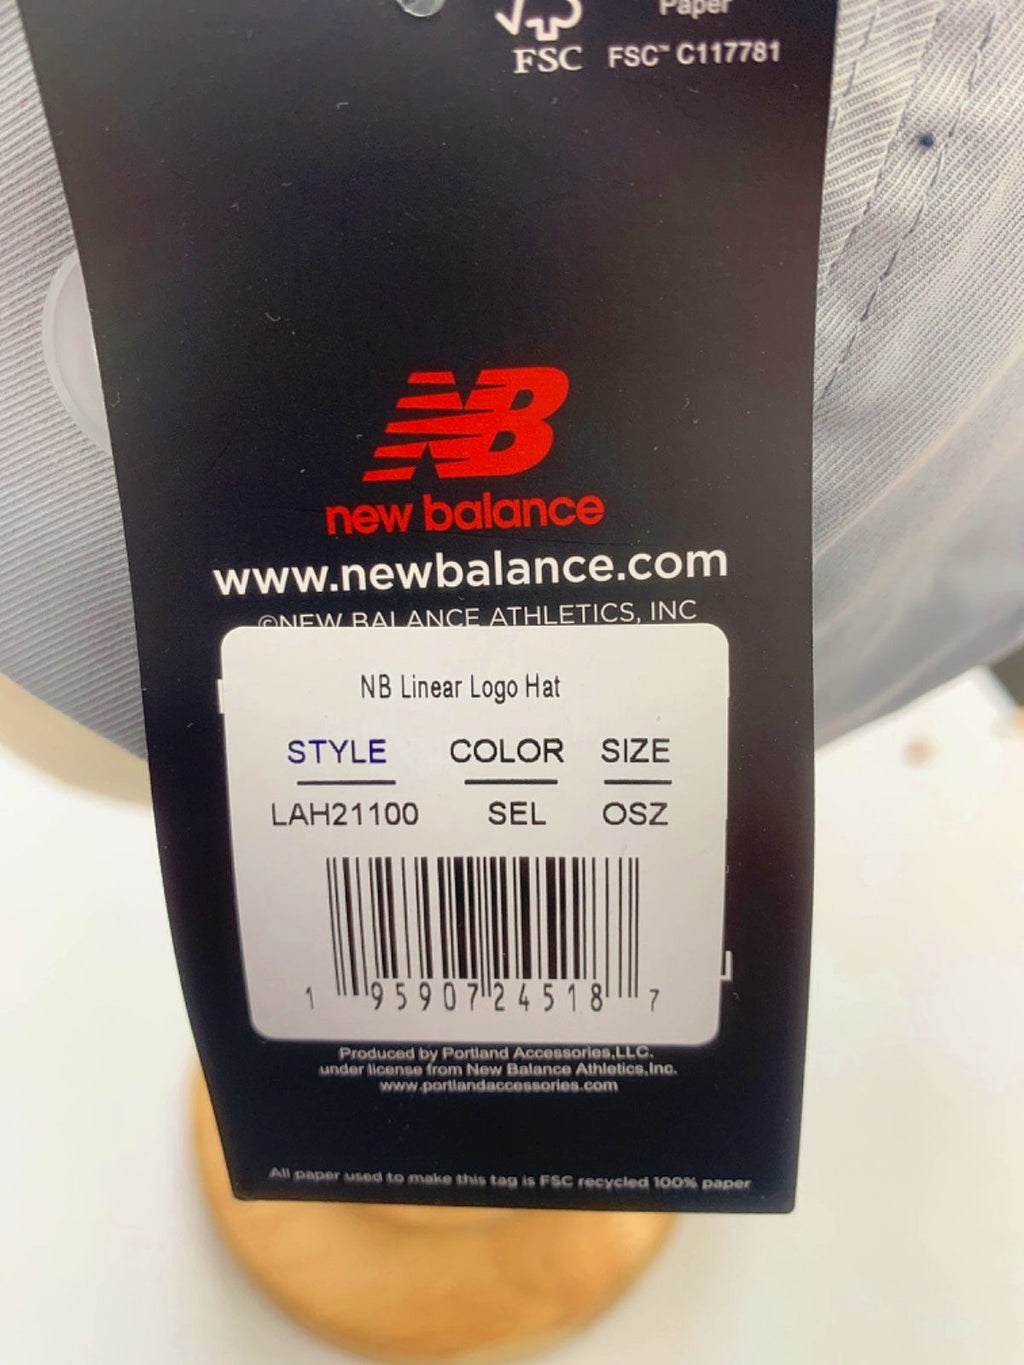 Paper
FSC
FSC™ C117781
NB
new balance
www.newbalance.com
©NEW BALANCE ATHLETICS, INC
NB Linear Logo Hat
STYLE COLOR SIZE
LAH21100 SEL OSZ
1 95907 24518 7
Produced by Portland Accessories,LLC.
under license from New Balance Athletics,Inc.
www.portlandaccessories.com
All paper used to make this tag is FSC recycled 100% paper